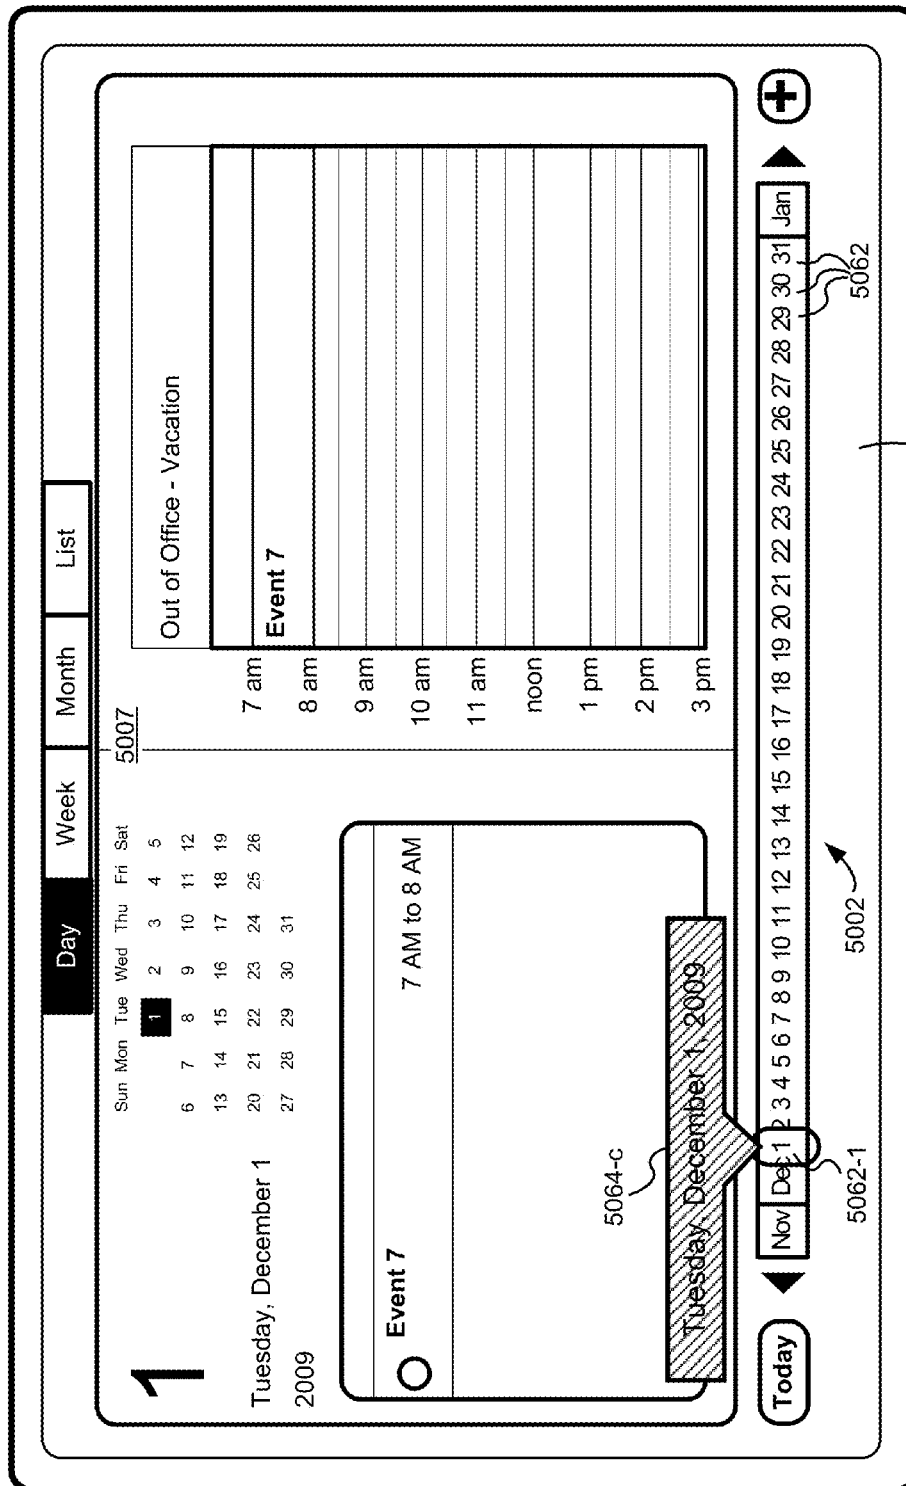 Day Week Month List
5007
1
Tuesday, December 1
2009
Sun Mon Tue Wed Thu Fri Sat
1 2 3 4 5
6 7 8 9 10 11 12
13 14 15 16 17 18 19
20 21 22 23 24 25 26
27 28 29 30 31
Event 7 7 AM to 8 AM
5064-c
Tuesday, December 1, 2009
Out of Office - Vacation
7 am
Event 7
8 am
9 am
10 am
11 am
noon
1 pm
2 pm
3 pm
Today Nov Dec 1 2 3 4 5 6 7 8 9 10 11 12 13 14 15 16 17 18 19 20 21 22 23 24 25 26 27 28 29 30 31 Jan +
5062-1
5002
5062